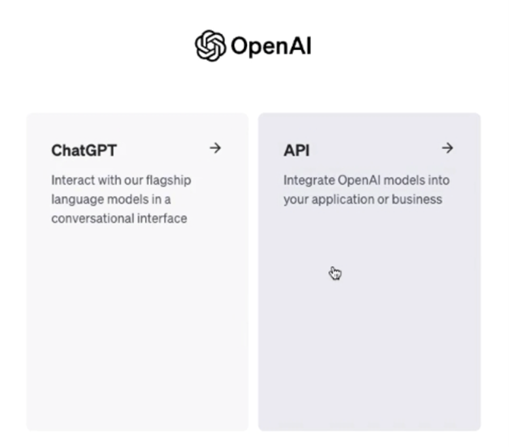 OpenAI
ChatGPT →
Interact with our flagship
language models in a
conversational interface
API →
Integrate OpenAI models into
your application or business